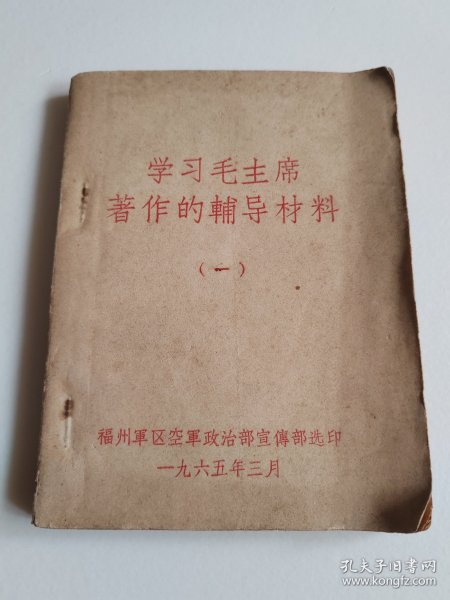 学习毛主席
著作的輔导材料
（一）
福州軍区空軍政治部宣傳部选印
一九六五年三月
孔夫子旧书网
www.kongfz.com